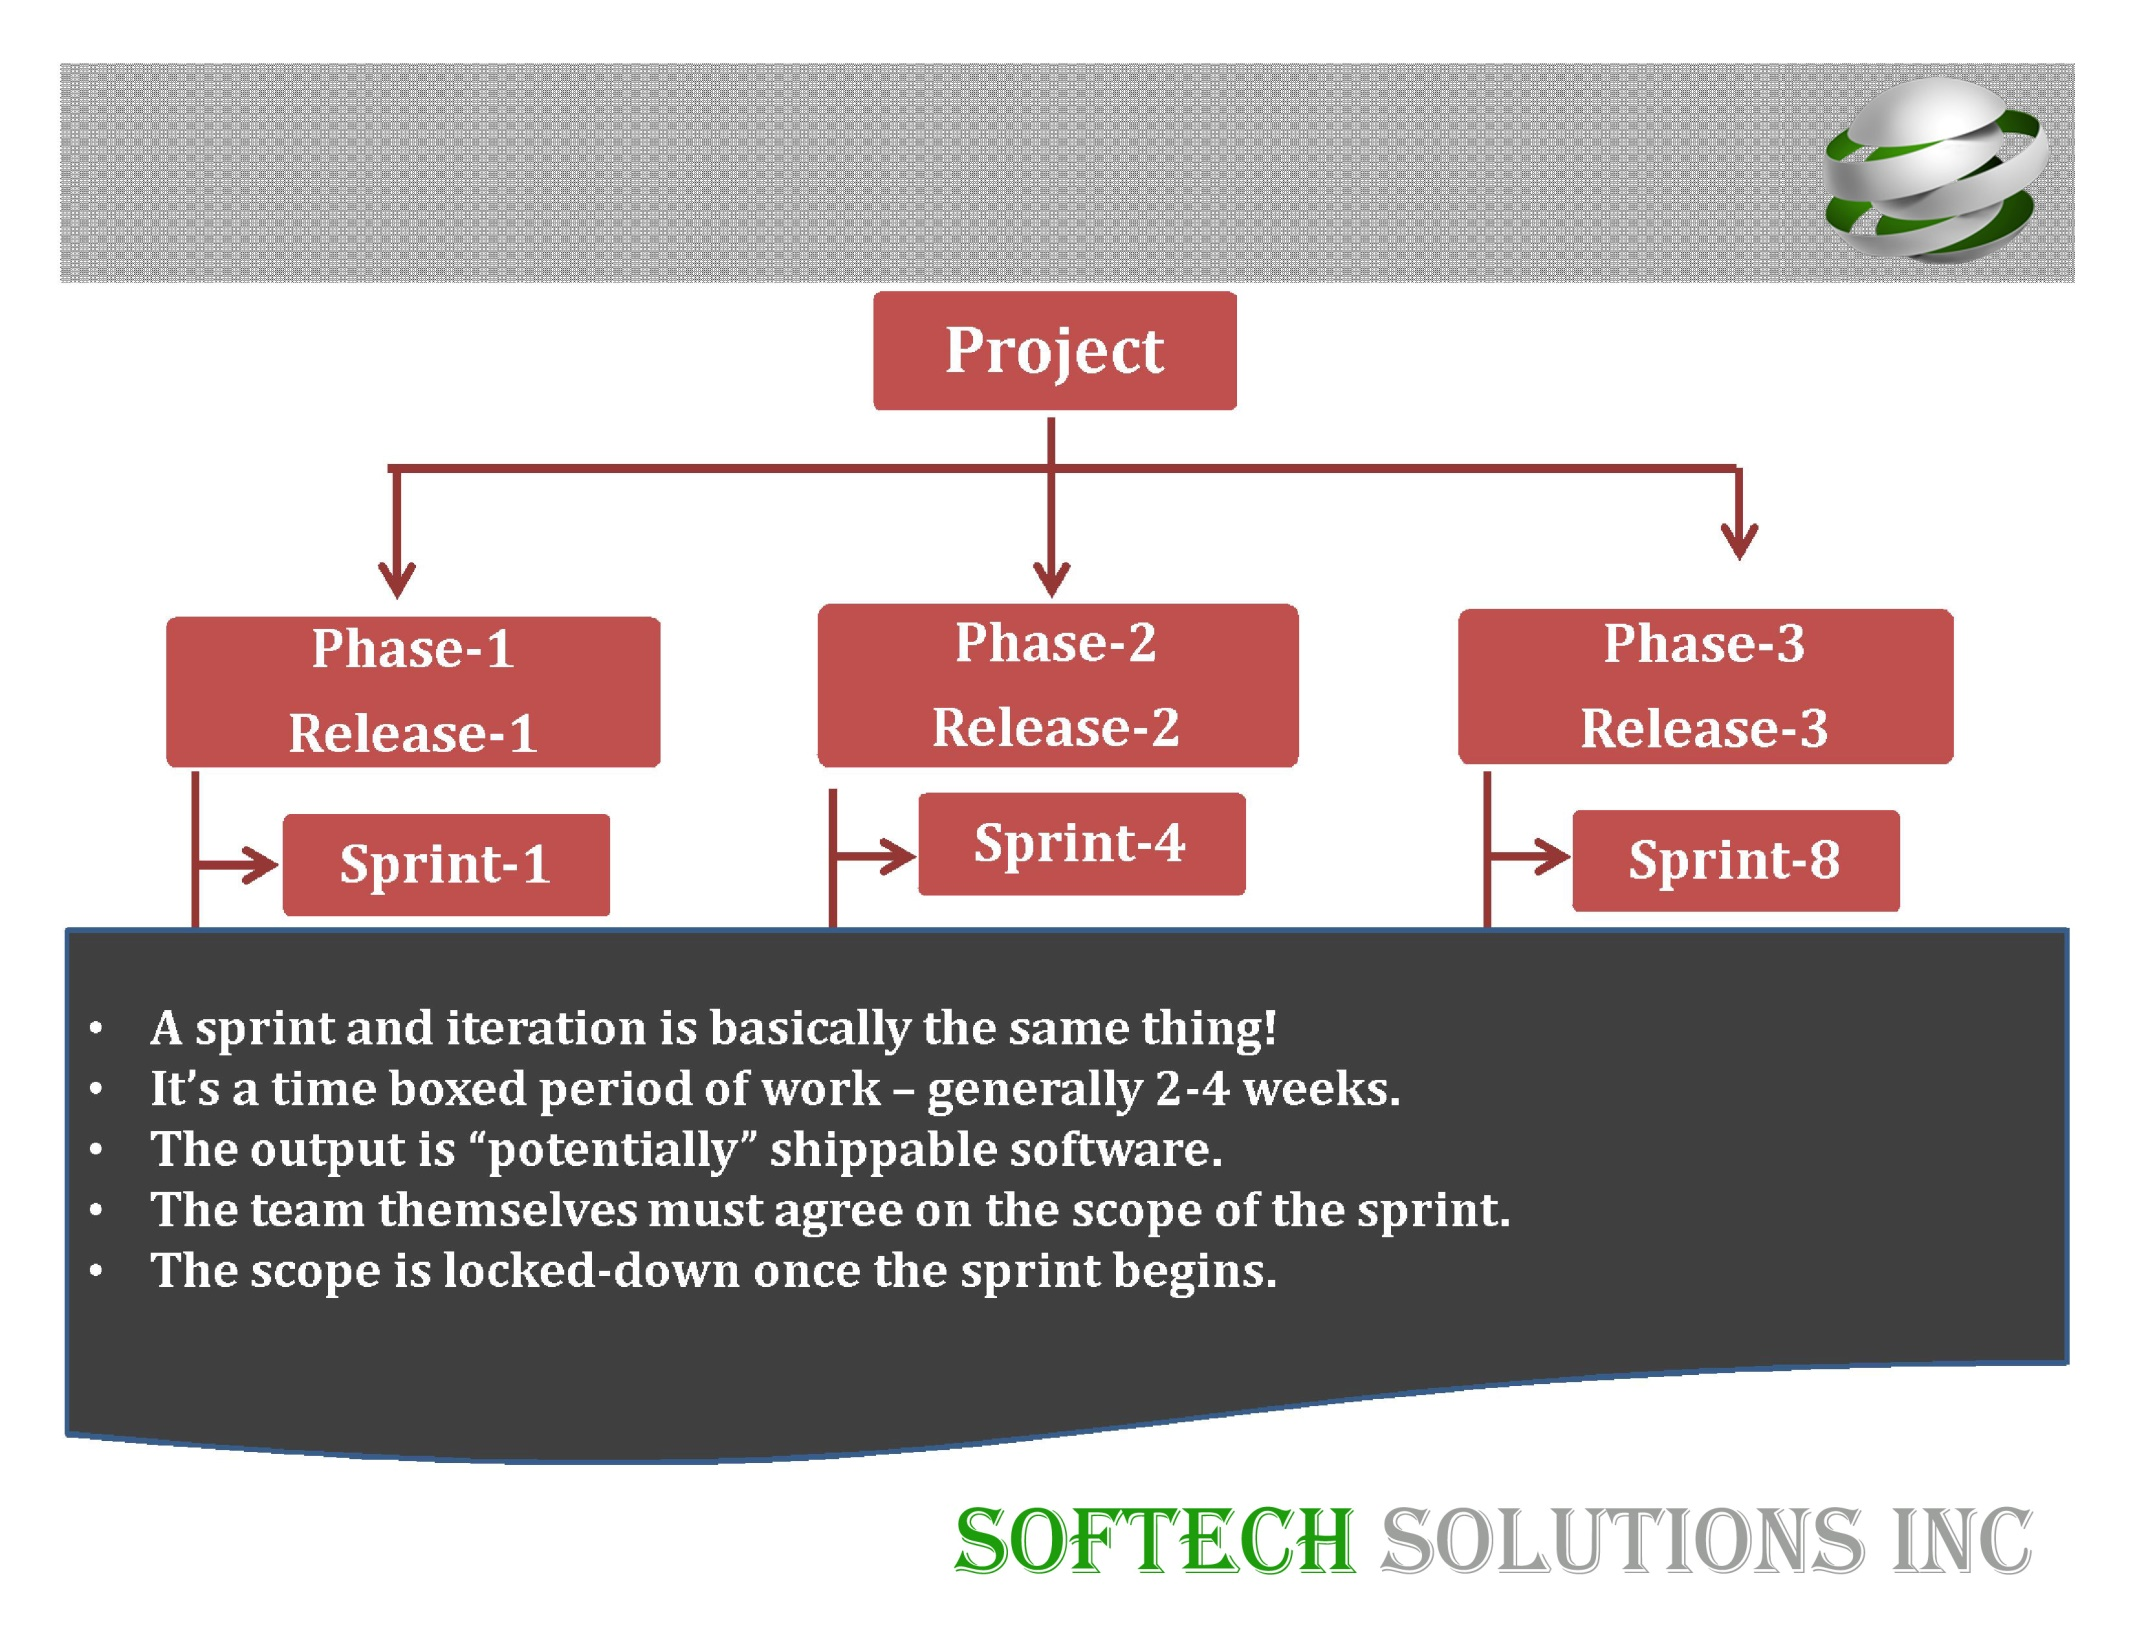 Project
Phase-1
Release-1
Phase-2
Release-2
Phase-3
Release-3
Sprint-1
Sprint-4
Sprint-8
• A sprint and iteration is basically the same thing!
• It’s a time boxed period of work – generally 2-4 weeks.
• The output is “potentially” shippable software.
• The team themselves must agree on the scope of the sprint.
• The scope is locked-down once the sprint begins.
SOFTECH SOLUTIONS INC